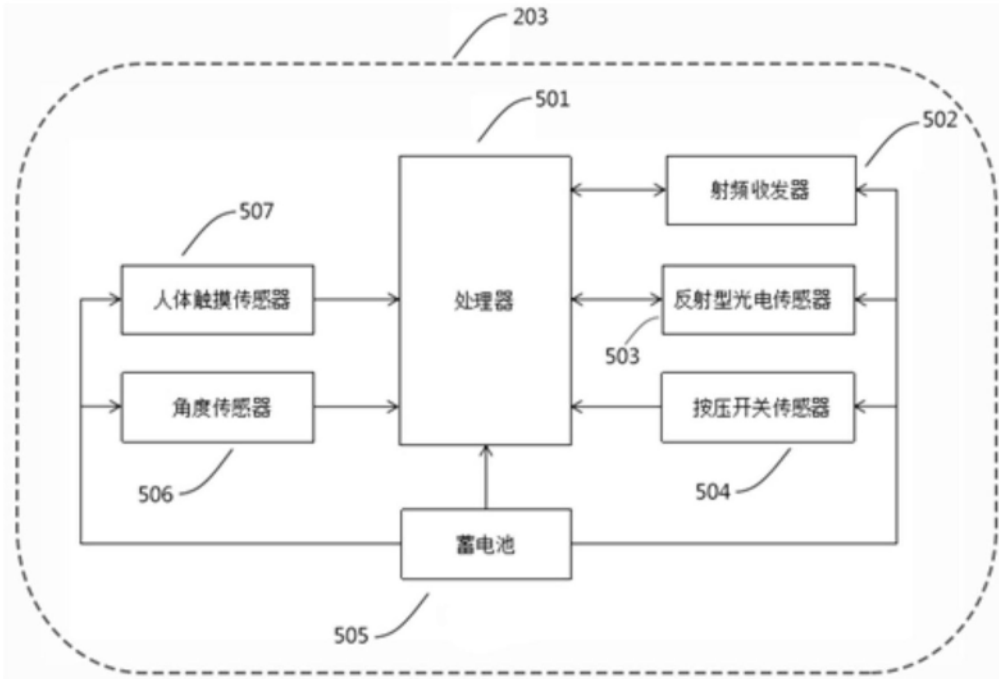 203
501
502
射频收发器
507
人体触摸传感器
处理器
反射型光电传感器
503
角度传感器
按压开关传感器
506
504
蓄电池
505